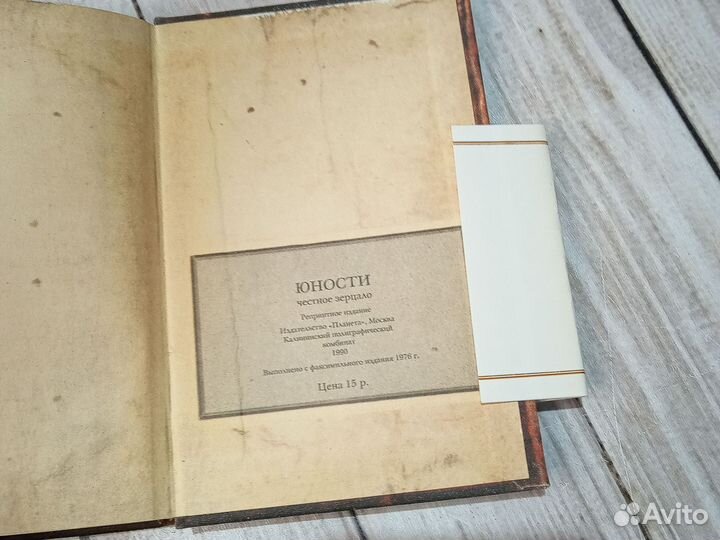 ЮНОСТИ
честное зерцало
Репринтное издание
Издательство «Планета», Москва
Калининский полиграфический
комбинат
1990
Выполнено с факсимильного издания 1976 г.
Цена 15 р.
Avito